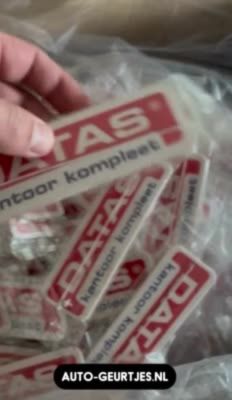 DATAS®
kantoor kompleet
DATAS
kantoor kompleet
DATAS
kantoor kompleet
AUTO-GEURTJES.NL